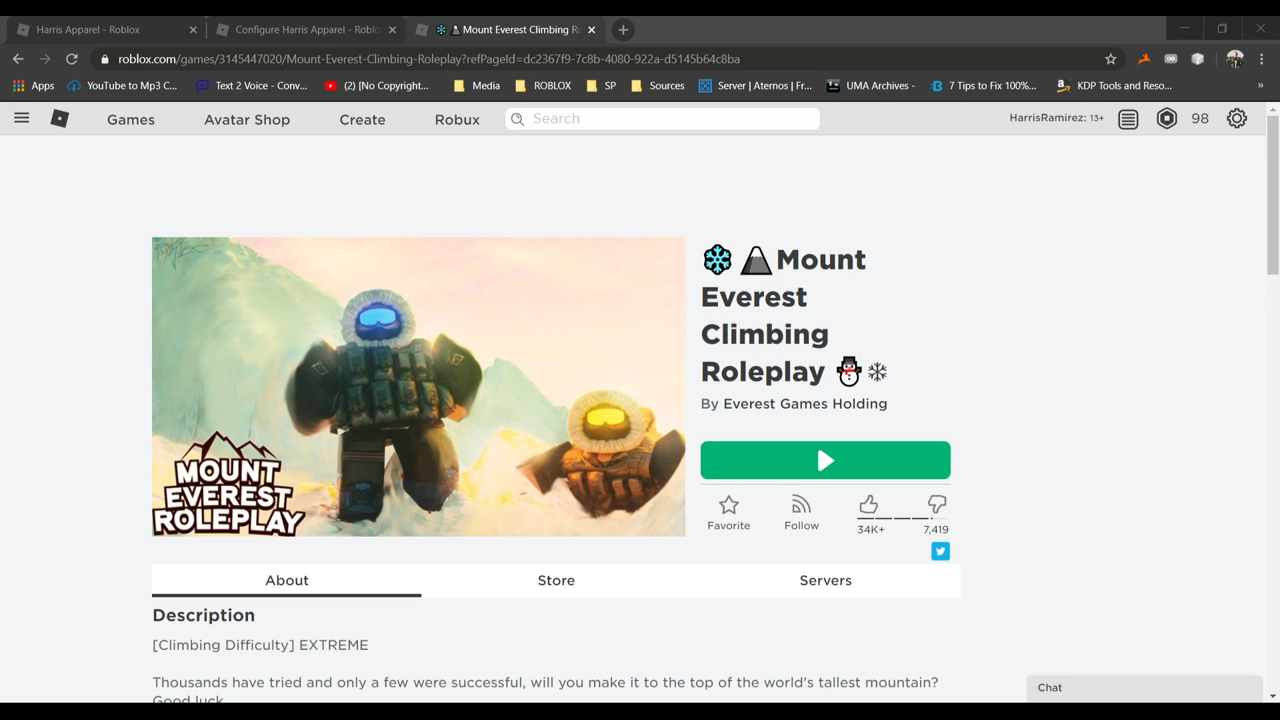 Harris Apparel - Roblox
Configure Harris Apparel - Roblo
Mount Everest Climbing R
roblox.com/games/3145447020/Mount-Everest-Climbing-Roleplay?refPageId=dc2367f9-7c8b-4080-922a-d5145b64c8ba
Apps YouTube to Mp3 C... Text 2 Voice - Conv... (2) [No Copyright... Media ROBLOX SP Sources Server | Aternos | Fr... UMA Archives - 7 Tips to Fix 100%... KDP Tools and Reso... »
Games Avatar Shop Create Robux Search HarrisRamirez: 13+ 98
❄️⛰️Mount
Everest
Climbing
Roleplay ☃️❄
By Everest Games Holding
MOUNT
EVEREST
ROLEPLAY
Favorite Follow 34K+ 7,419
About Store Servers
Description
[Climbing Difficulty] EXTREME
Thousands have tried and only a few were successful, will you make it to the top of the world's tallest mountain?
Good luck
Chat